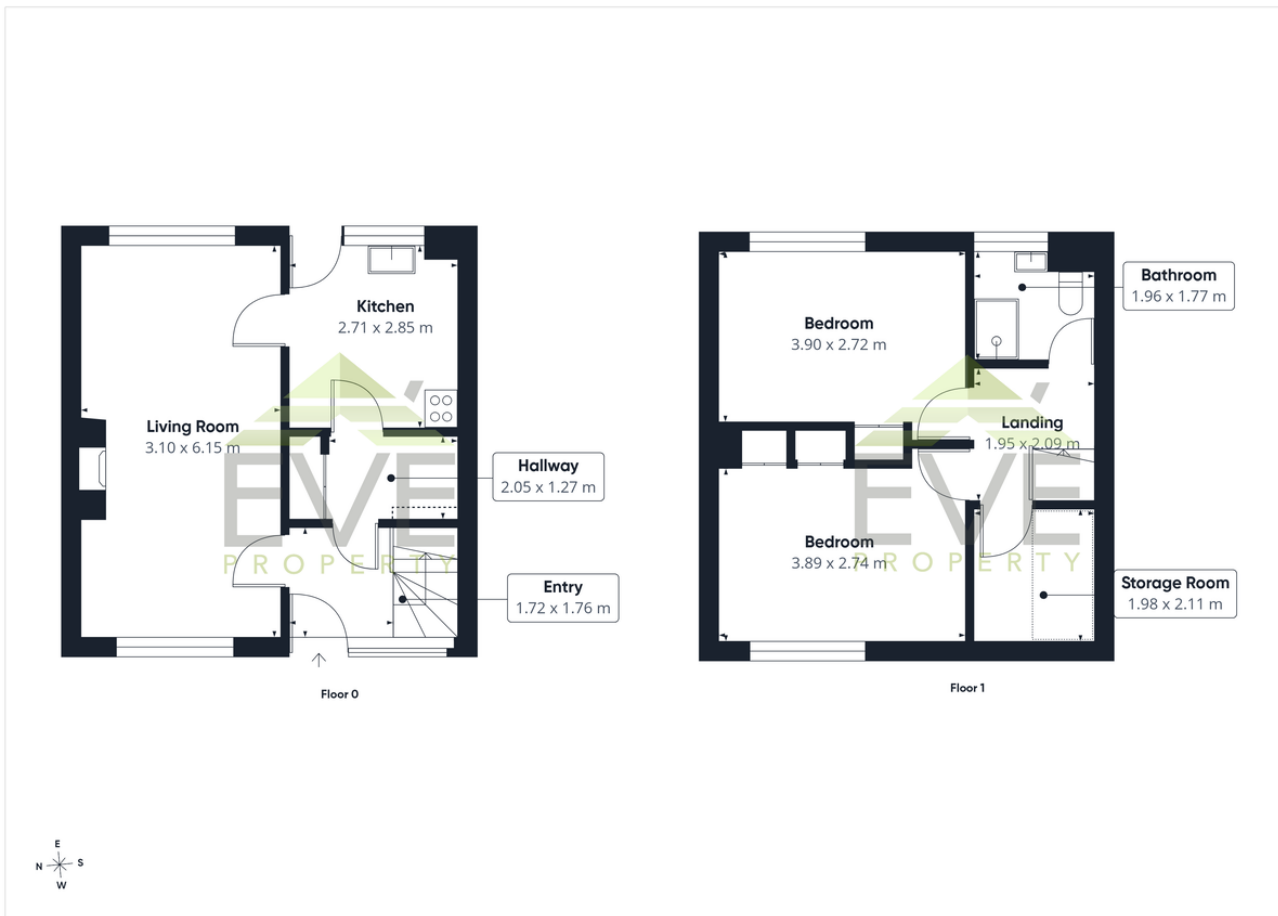 Kitchen
2.71 x 2.85 m
Living Room
3.10 x 6.15 m
Hallway
2.05 x 1.27 m
Entry
1.72 x 1.76 m
EVÉ
PROPERTY
Floor 0
Bathroom
1.96 x 1.77 m
Bedroom
3.90 x 2.72 m
Landing
1.95 x 2.09 m
Bedroom
3.89 x 2.74 m
Storage Room
1.98 x 2.11 m
EVÉ
PROPERTY
Floor 1
E
N S
W